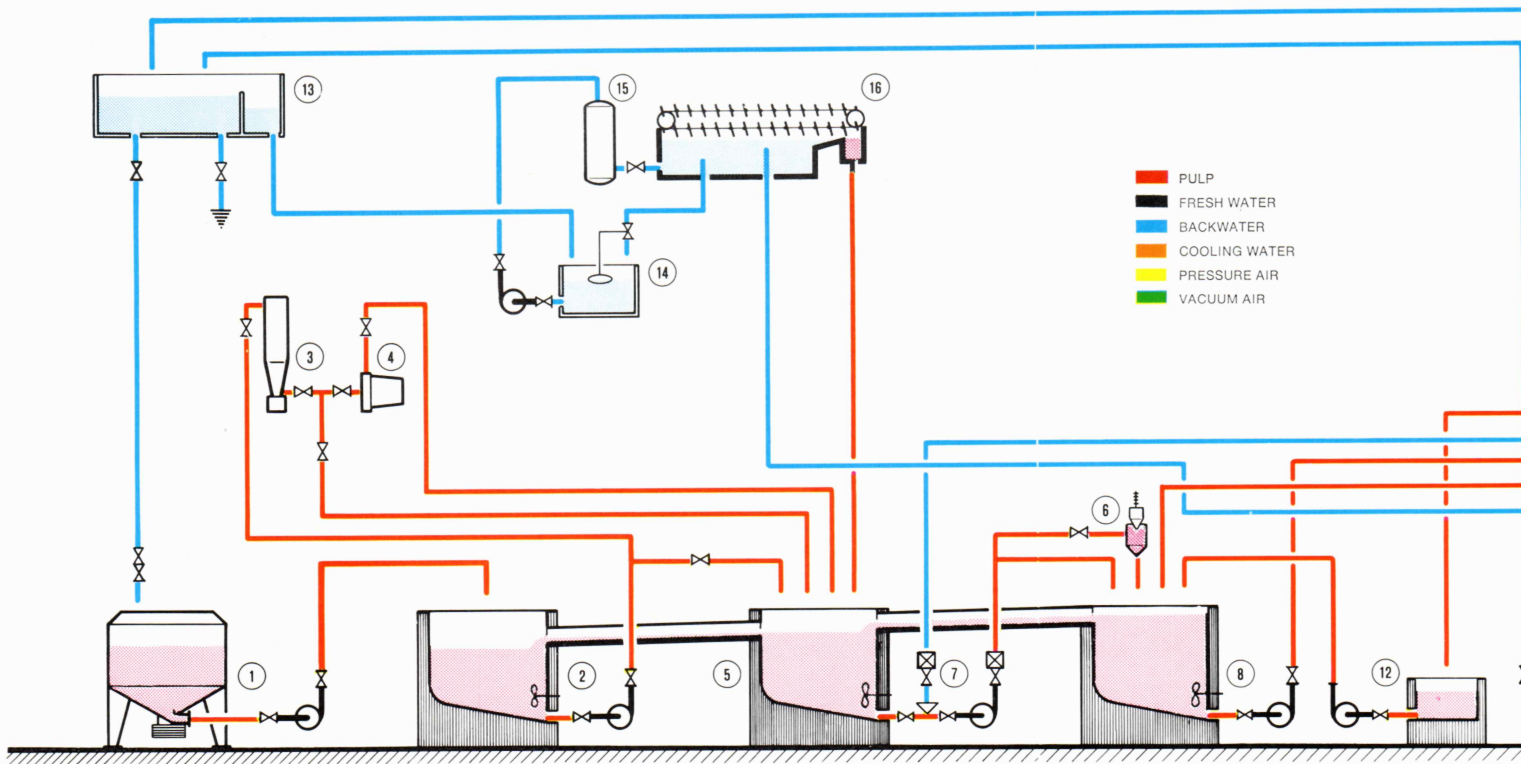 13
15
16
PULP
FRESH WATER
BACKWATER
COOLING WATER
PRESSURE AIR
VACUUM AIR
14
3
4
6
1
2
5
7
8
12